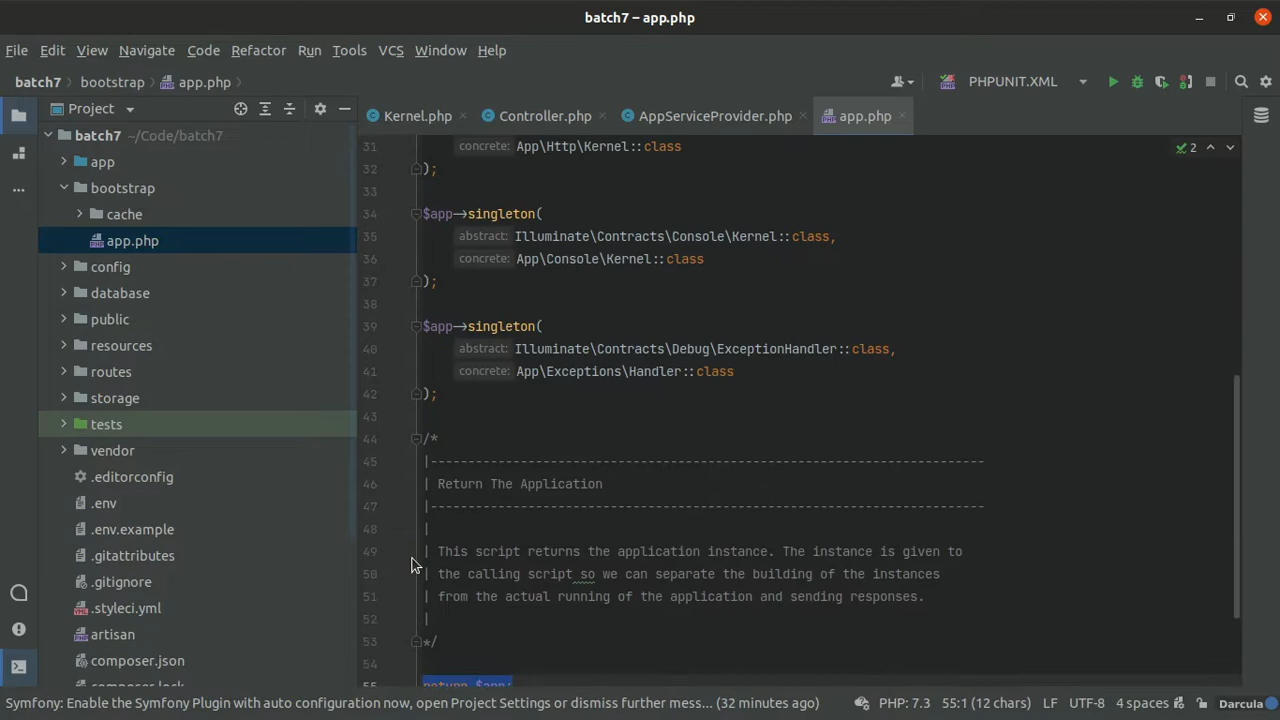 batch7 – app.php
File Edit View Navigate Code Refactor Run Tools VCS Window Help
batch7 bootstrap app.php PHPUNIT.XML
Project Kernel.php Controller.php AppServiceProvider.php app.php
batch7 ~/Code/batch7
app
bootstrap
cache
app.php
config
database
public
resources
routes
storage
tests
vendor
.editorconfig
.env
.env.example
.gitattributes
.gitignore
.styleci.yml
artisan
composer.json
composer.lock
2
31 concrete: App\Http\Kernel::class
32 );
33
34 $app->singleton(
35 abstract: Illuminate\Contracts\Console\Kernel::class,
36 concrete: App\Console\Kernel::class
37 );
38
39 $app->singleton(
40 abstract: Illuminate\Contracts\Debug\ExceptionHandler::class,
41 concrete: App\Exceptions\Handler::class
42 );
43
44 /*
45 |--------------------------------------------------------------------------
46 | Return The Application
47 |--------------------------------------------------------------------------
48 |
49 | This script returns the application instance. The instance is given to
50 | the calling script so we can separate the building of the instances
51 | from the actual running of the application and sending responses.
52 |
53 */
54
55 return $app;
Symfony: Enable the Symfony Plugin with auto configuration now, open Project Settings or dismiss further mess... (32 minutes ago) PHP: 7.3 55:1 (12 chars) LF UTF-8 4 spaces Darcula